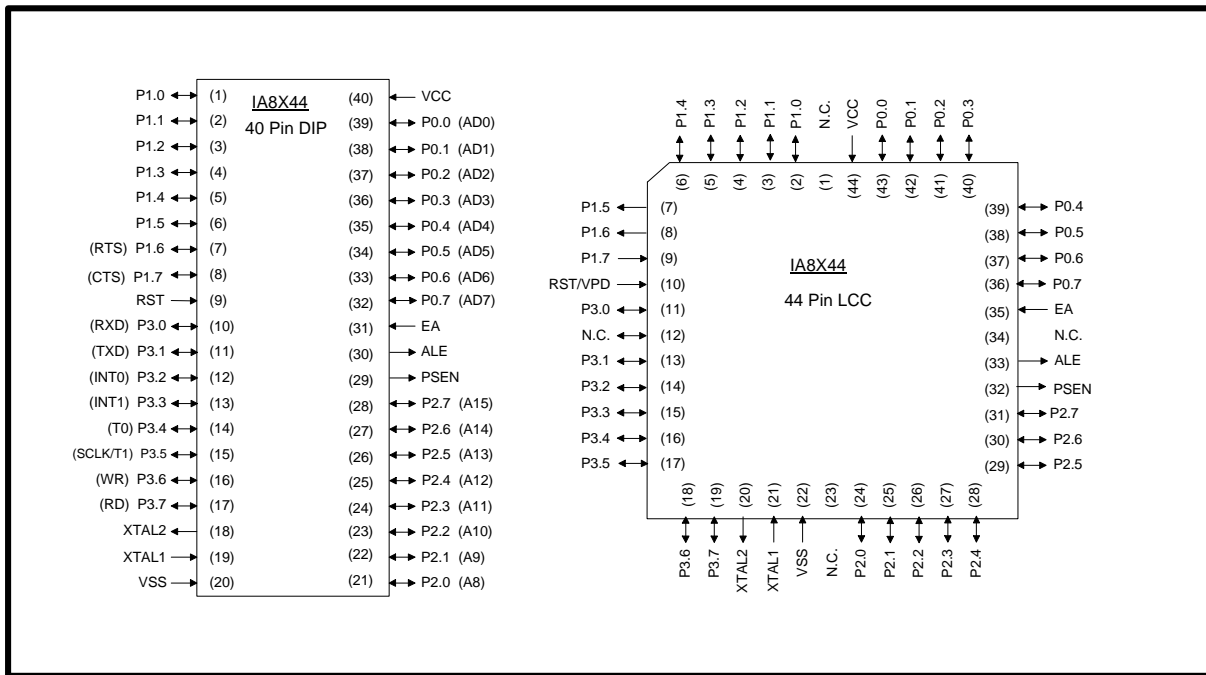 IA8X44
40 Pin DIP
P1.0 (1)
P1.1 (2)
P1.2 (3)
P1.3 (4)
P1.4 (5)
P1.5 (6)
(RTS) P1.6 (7)
(CTS) P1.7 (8)
RST (9)
(RXD) P3.0 (10)
(TXD) P3.1 (11)
(INT0) P3.2 (12)
(INT1) P3.3 (13)
(T0) P3.4 (14)
(SCLK/T1) P3.5 (15)
(WR) P3.6 (16)
(RD) P3.7 (17)
XTAL2 (18)
XTAL1 (19)
VSS (20)
(40) VCC
(39) P0.0 (AD0)
(38) P0.1 (AD1)
(37) P0.2 (AD2)
(36) P0.3 (AD3)
(35) P0.4 (AD4)
(34) P0.5 (AD5)
(33) P0.6 (AD6)
(32) P0.7 (AD7)
(31) EA
(30) ALE
(29) PSEN
(28) P2.7 (A15)
(27) P2.6 (A14)
(26) P2.5 (A13)
(25) P2.4 (A12)
(24) P2.3 (A11)
(23) P2.2 (A10)
(22) P2.1 (A9)
(21) P2.0 (A8)
P1.4 P1.3 P1.2 P1.1 P1.0 N.C. VCC P0.0 P0.1 P0.2 P0.3
(6) (5) (4) (3) (2) (1) (44) (43) (42) (41) (40)
P1.5 (7)
P1.6 (8)
P1.7 (9)
RST/VPD (10)
P3.0 (11)
N.C. (12)
P3.1 (13)
P3.2 (14)
P3.3 (15)
P3.4 (16)
P3.5 (17)
IA8X44
44 Pin LCC
(39) P0.4
(38) P0.5
(37) P0.6
(36) P0.7
(35) EA
(34) N.C.
(33) ALE
(32) PSEN
(31) P2.7
(30) P2.6
(29) P2.5
(18) (19) (20) (21) (22) (23) (24) (25) (26) (27) (28)
P3.6 P3.7 XTAL2 XTAL1 VSS N.C. P2.0 P2.1 P2.2 P2.3 P2.4